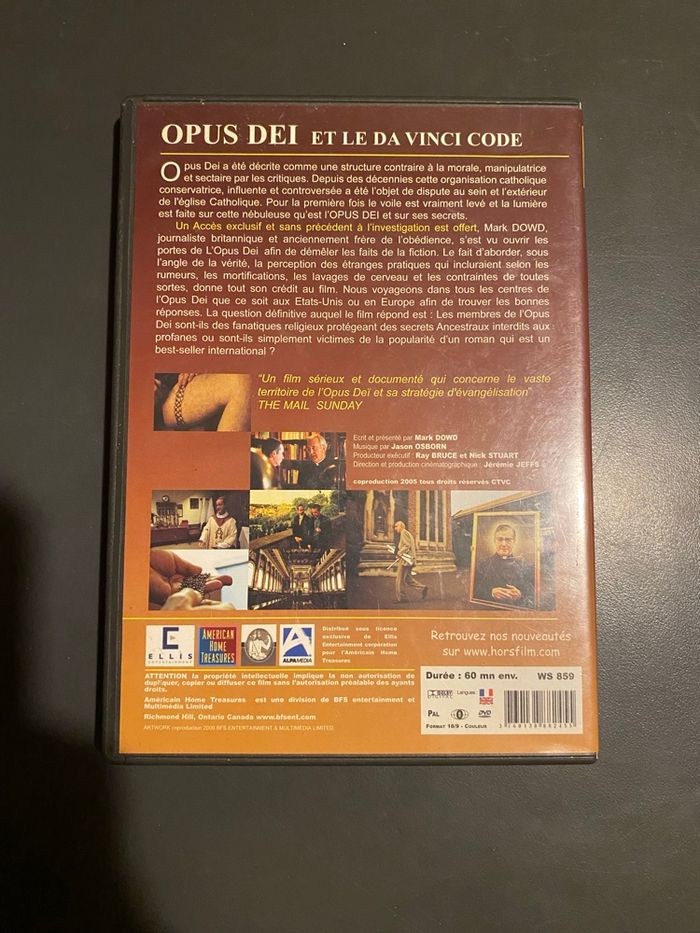 OPUS DEI ET LE DA VINCI CODE
Opus Dei a été décrite comme une structure contraire à la morale, manipulatrice
et sectaire par les critiques. Depuis des décennies cette organisation catholique
conservatrice, influente et controversée a été l'objet de dispute au sein et l'extérieur
de l'église Catholique. Pour la première fois le voile est vraiment levé et la lumière
est faite sur cette nébuleuse qu'est l'OPUS DEI et sur ses secrets.
Un Accès exclusif et sans précédent à l'investigation est offert, Mark DOWD,
journaliste britannique et anciennement frère de l'obédience, s'est vu ouvrir les
portes de L'Opus Dei afin de démêler les faits de la fiction. Le fait d'aborder, sous
l'angle de la vérité, la perception des étranges pratiques qui incluraient selon les
rumeurs, les mortifications, les lavages de cerveau et les contraintes de toutes
sortes, donne tout son crédit au film. Nous voyageons dans tous les centres de
l'Opus Dei que ce soit aux Etats-Unis ou en Europe afin de trouver les bonnes
réponses. La question définitive auquel le film répond est : Les membres de l'Opus
Dei sont-ils des fanatiques religieux protégeant des secrets Ancestraux interdits aux
profanes ou sont-ils simplement victimes de la popularité d'un roman qui est un
best-seller international ?
"Un film sérieux et documenté qui concerne le vaste
territoire de l'Opus Deï et sa stratégie d'évangélisation"
THE MAIL SUNDAY
Ecrit et présenté par Mark DOWD
Musique par Jason OSBORN
Producteur exécutif : Ray BRUCE et Nick STUART
Direction et production cinématographique : Jérémie JEFFS
coproduction 2005 tous droits réservés CTVC
ELLIS
ENTERTAINMENT
AMERICAN
HOME
TREASURES
ALPAMEDIA
Distribué sous licence
exclusive de Ellis
Entertainment corporation
pour l'Américain Home
Treasures
Retrouvez nos nouveautés
sur www.horsfilm.com
ATTENTION la propriété intellectuelle implique la non autorisation de
dupliquer, copier ou diffuser ce film sans l'autorisation préalable des ayants
droits.
Américain Home Treasures est une division de BFS entertainment et
Multimédia Limited
Richmond Hill, Ontario Canada www.bfsent.com
ARTWORK reproduction 2006 BFS ENTERTAINMENT & MULTIMÉDIA LIMITED
Durée : 60 mn env. WS 859
Langues
PAL DVD
FORMAT 16/9 - COULEUR